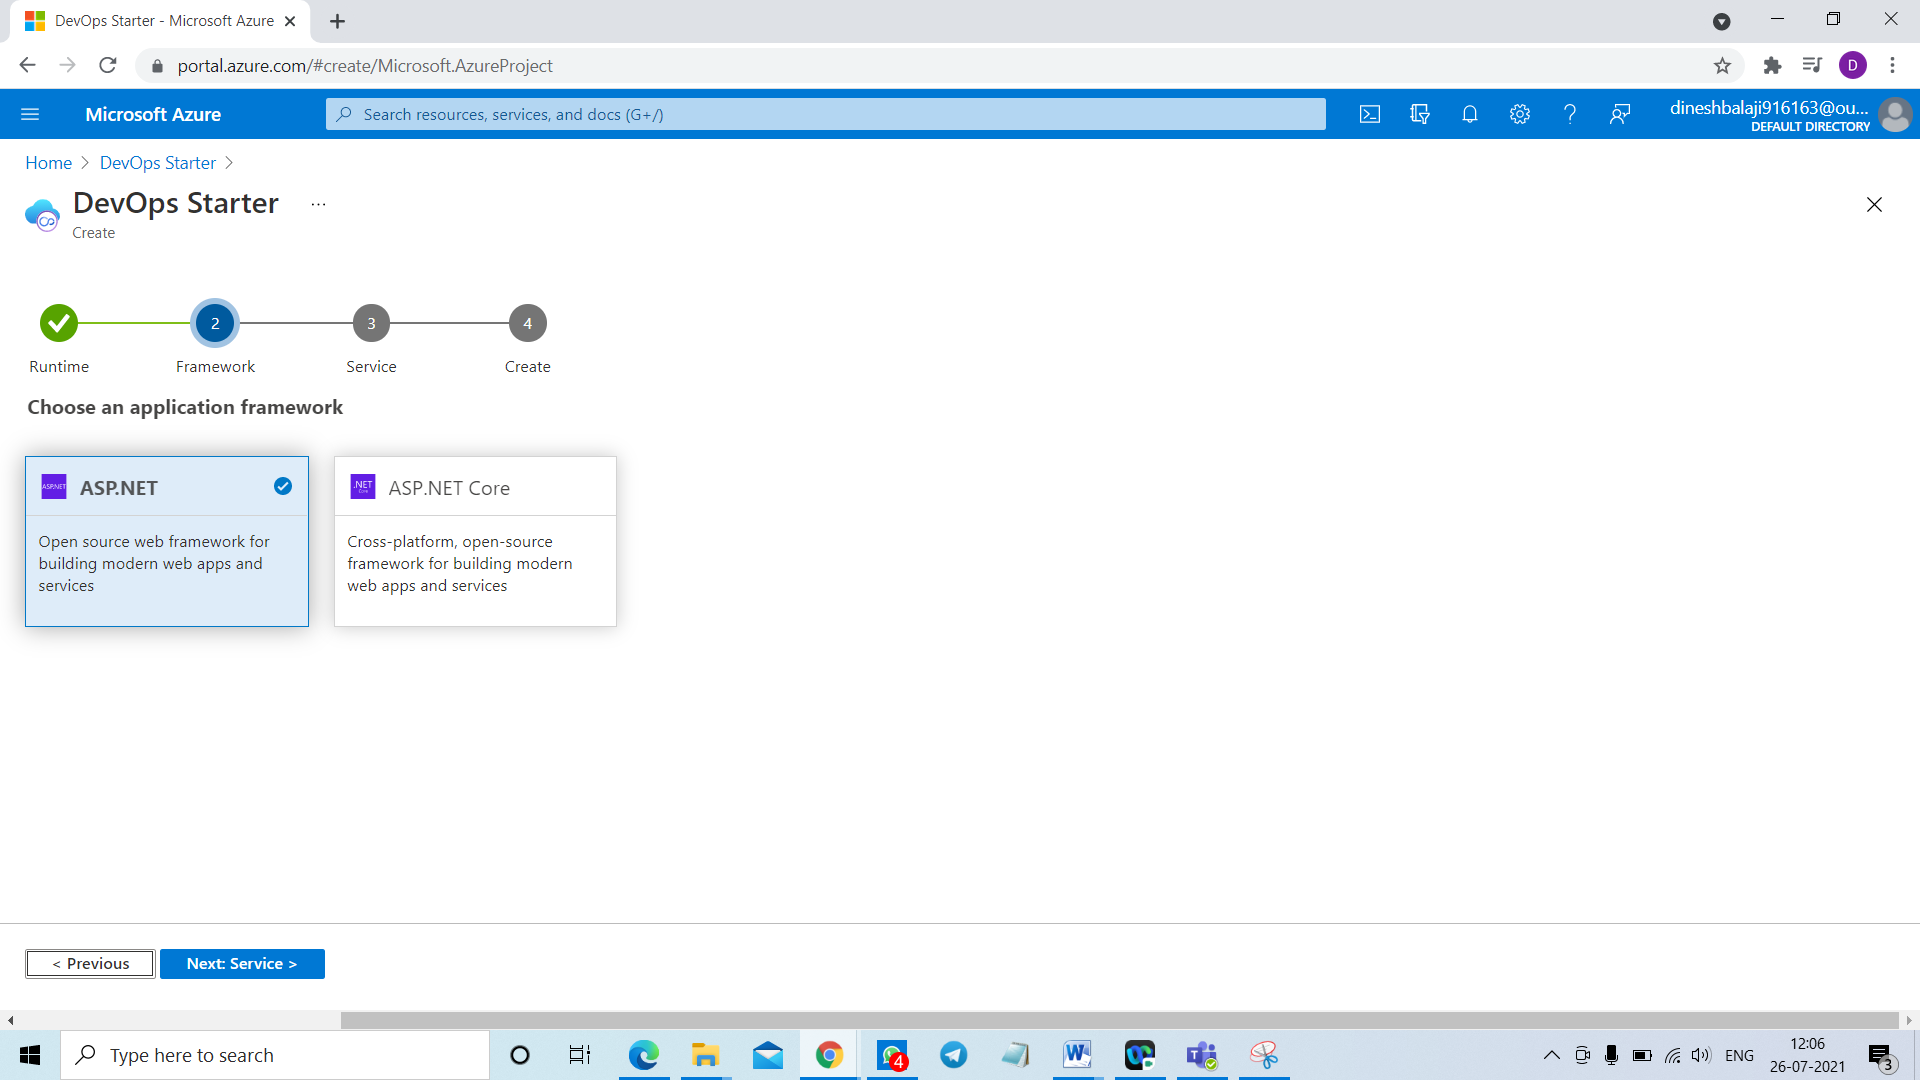 DevOps Starter - Microsoft Azure
portal.azure.com/#create/Microsoft.AzureProject
D
Microsoft Azure
Search resources, services, and docs (G+/)
dineshbalaji916163@ou...
DEFAULT DIRECTORY
Home > DevOps Starter >
DevOps Starter ...
Create
2 3 4
Runtime Framework Service Create
Choose an application framework
ASP.NET
ASP.NET
Open source web framework for
building modern web apps and
services
.NET
Core
ASP.NET Core
Cross-platform, open-source
framework for building modern
web apps and services
< Previous
Next: Service >
Type here to search
4
ENG
12:06
26-07-2021
3